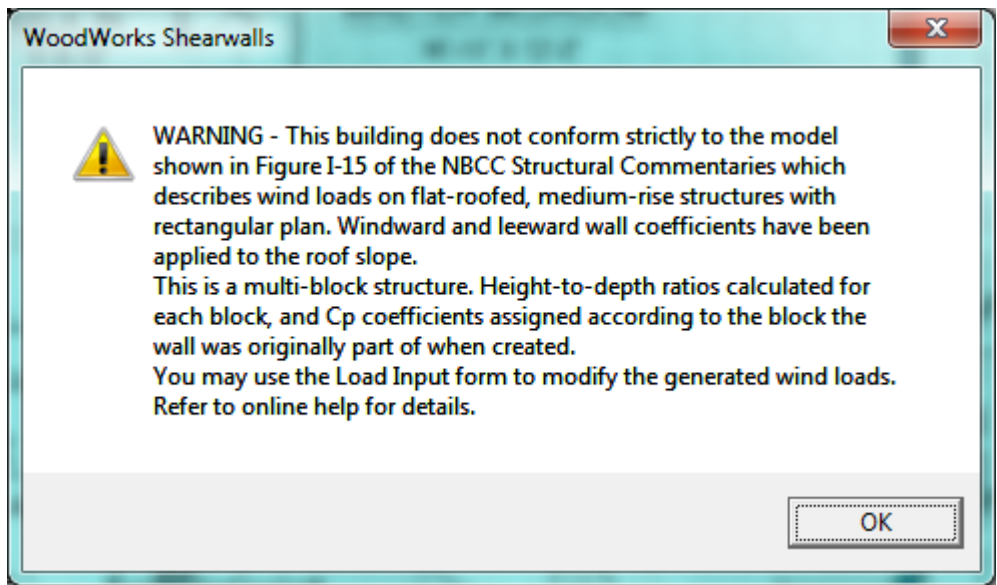 WoodWorks Shearwalls
WARNING - This building does not conform strictly to the model
shown in Figure I-15 of the NBCC Structural Commentaries which
describes wind loads on flat-roofed, medium-rise structures with
rectangular plan. Windward and leeward wall coefficients have been
applied to the roof slope.
This is a multi-block structure. Height-to-depth ratios calculated for
each block, and Cp coefficients assigned according to the block the
wall was originally part of when created.
You may use the Load Input form to modify the generated wind loads.
Refer to online help for details.
OK